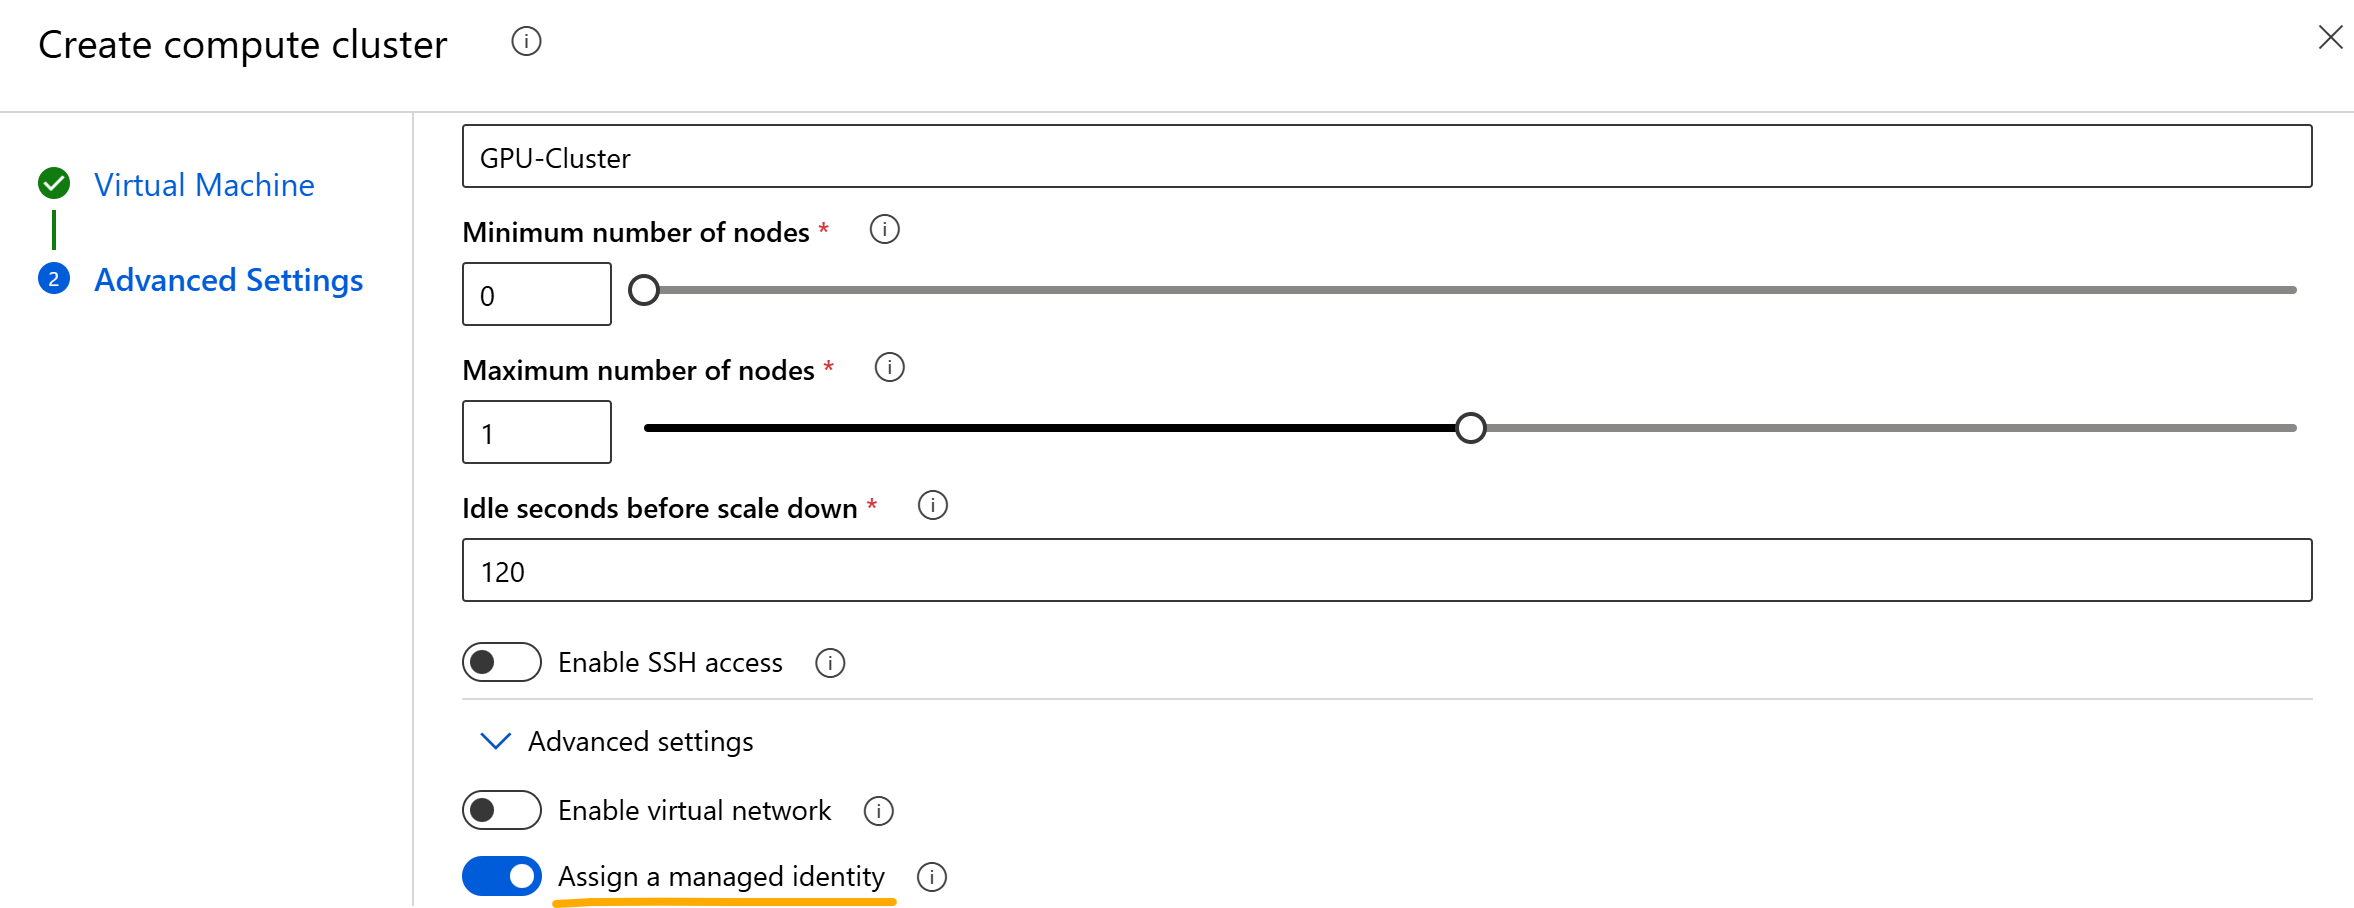 Create compute cluster
Virtual Machine
2 Advanced Settings
GPU-Cluster
Minimum number of nodes *
0
Maximum number of nodes *
1
Idle seconds before scale down *
120
Enable SSH access
Advanced settings
Enable virtual network
Assign a managed identity